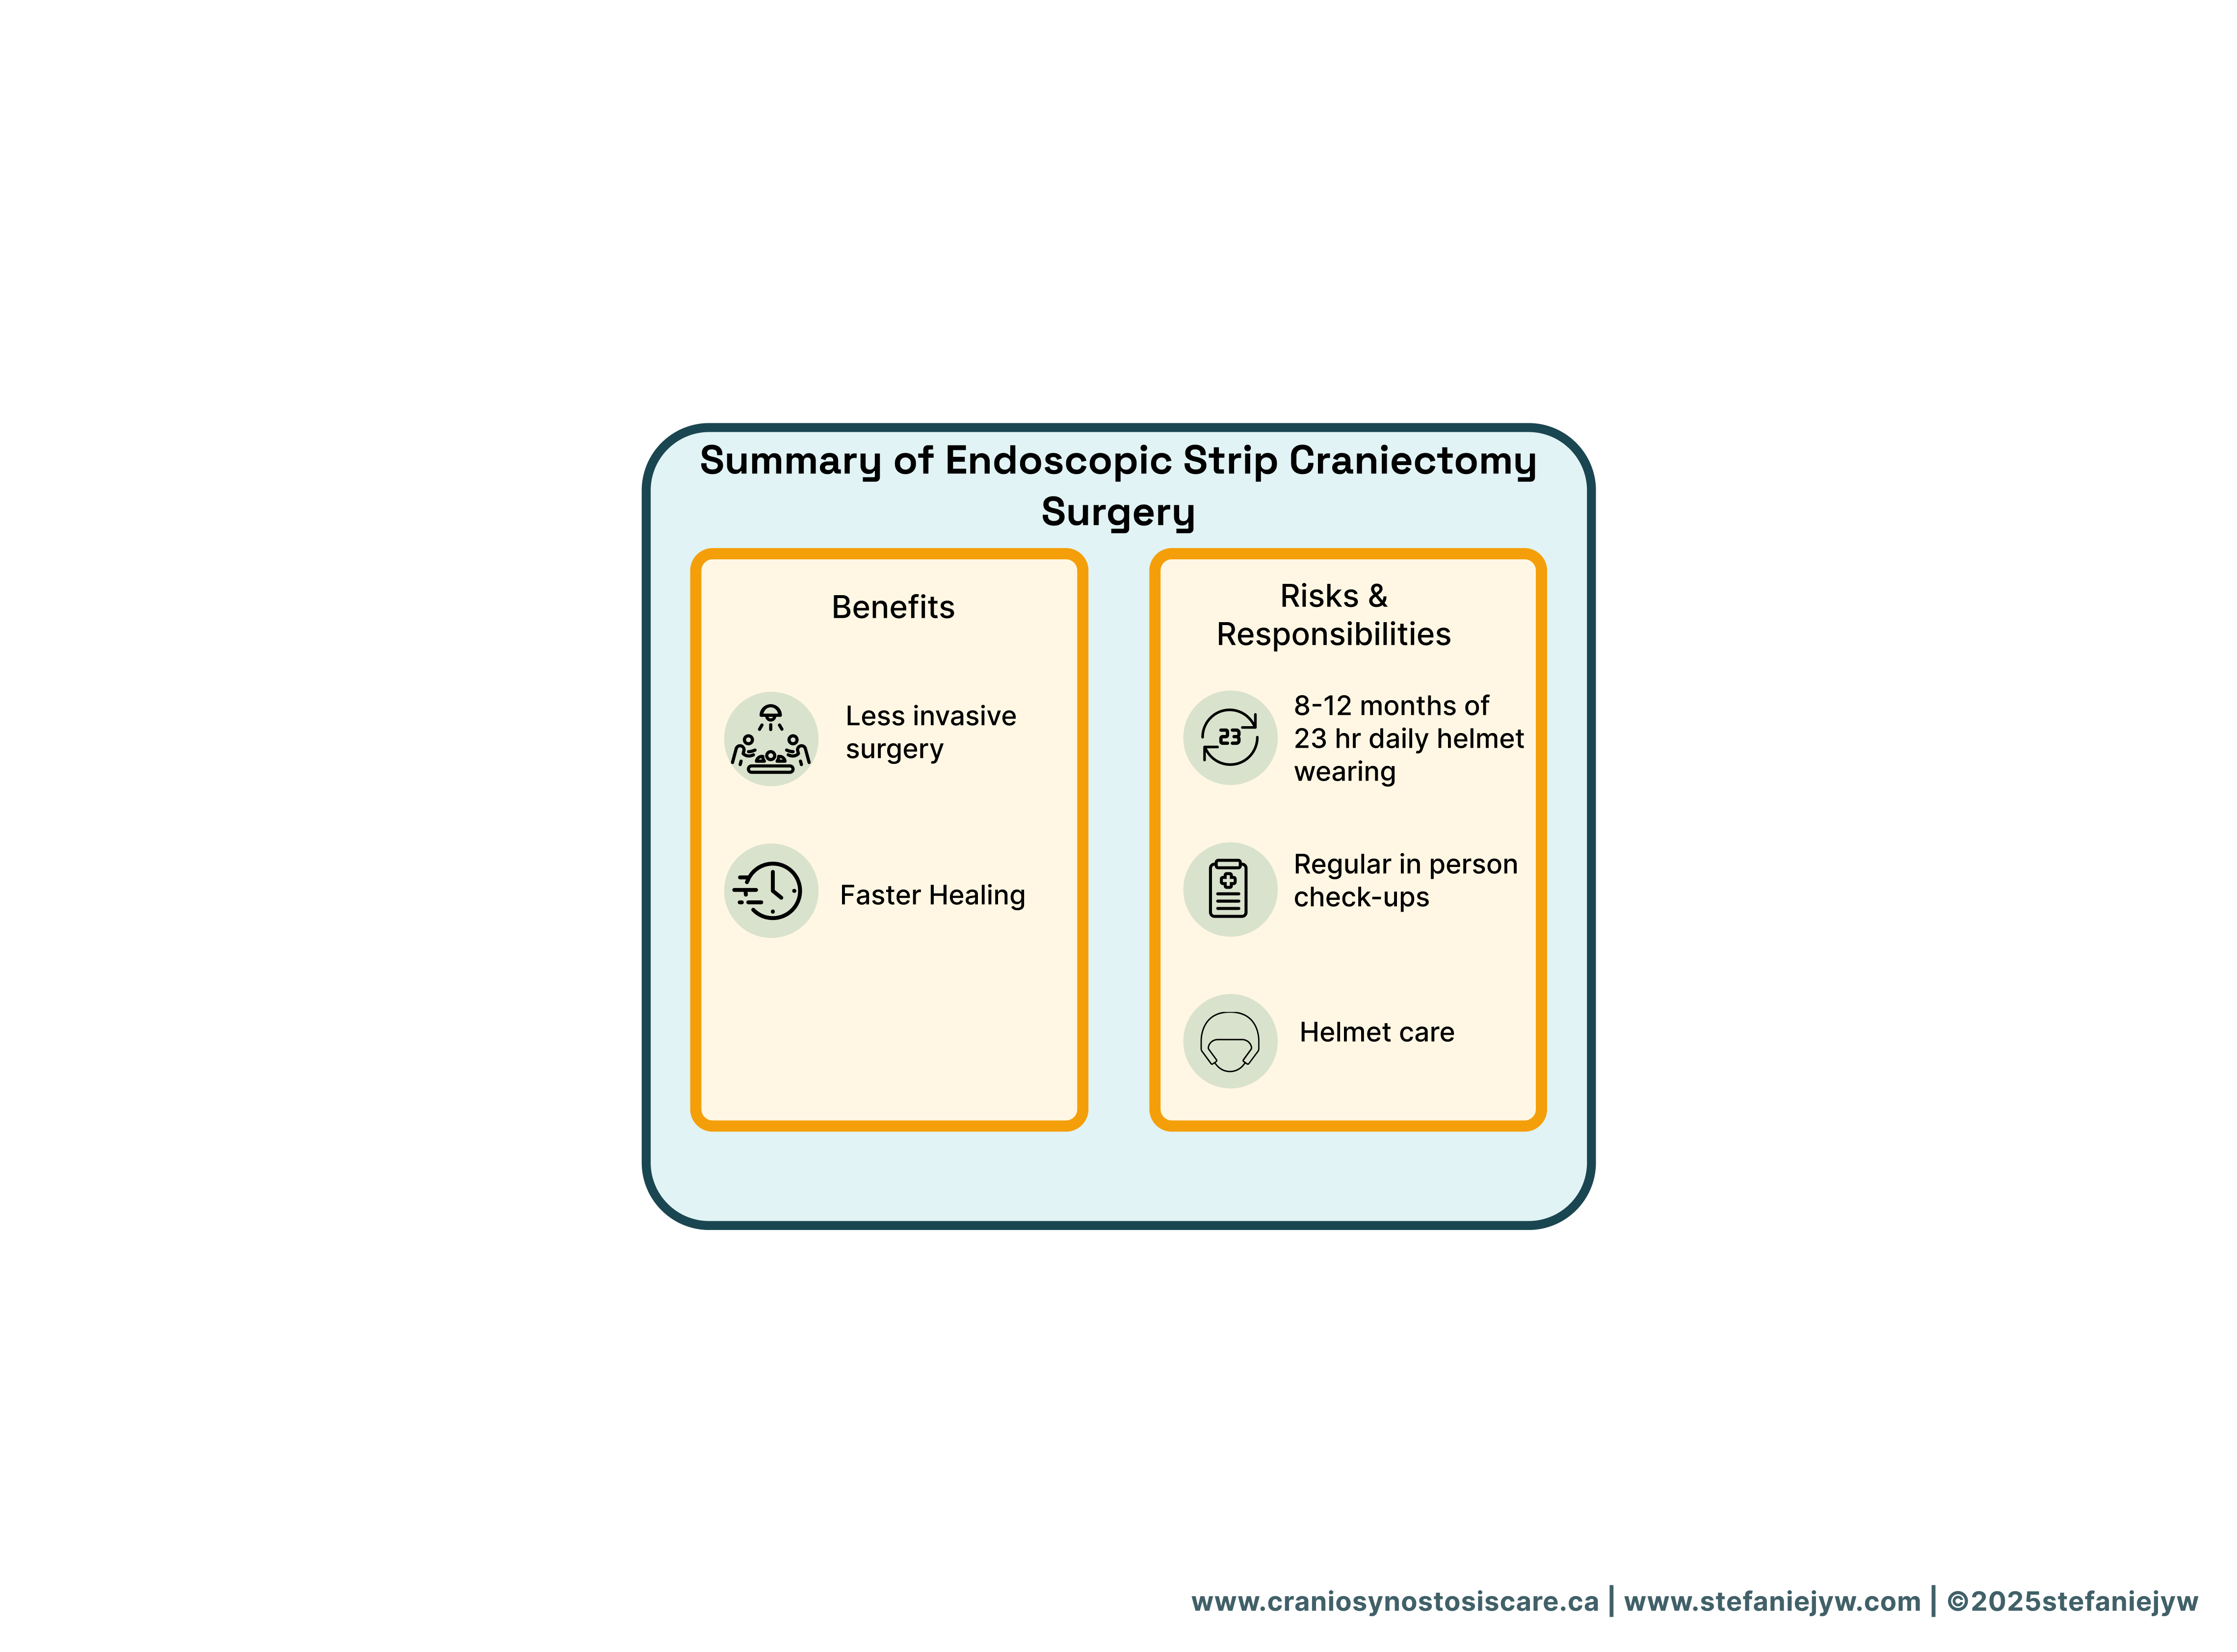 Summary of Endoscopic Strip Craniectomy
Surgery
Benefits
Less invasive
surgery
Faster Healing
Risks &
Responsibilities
23
8-12 months of
23 hr daily helmet
wearing
Regular in person
check-ups
Helmet care
www.craniosynostosiscare.ca | www.stefaniejyw.com | ©2025stefaniejyw